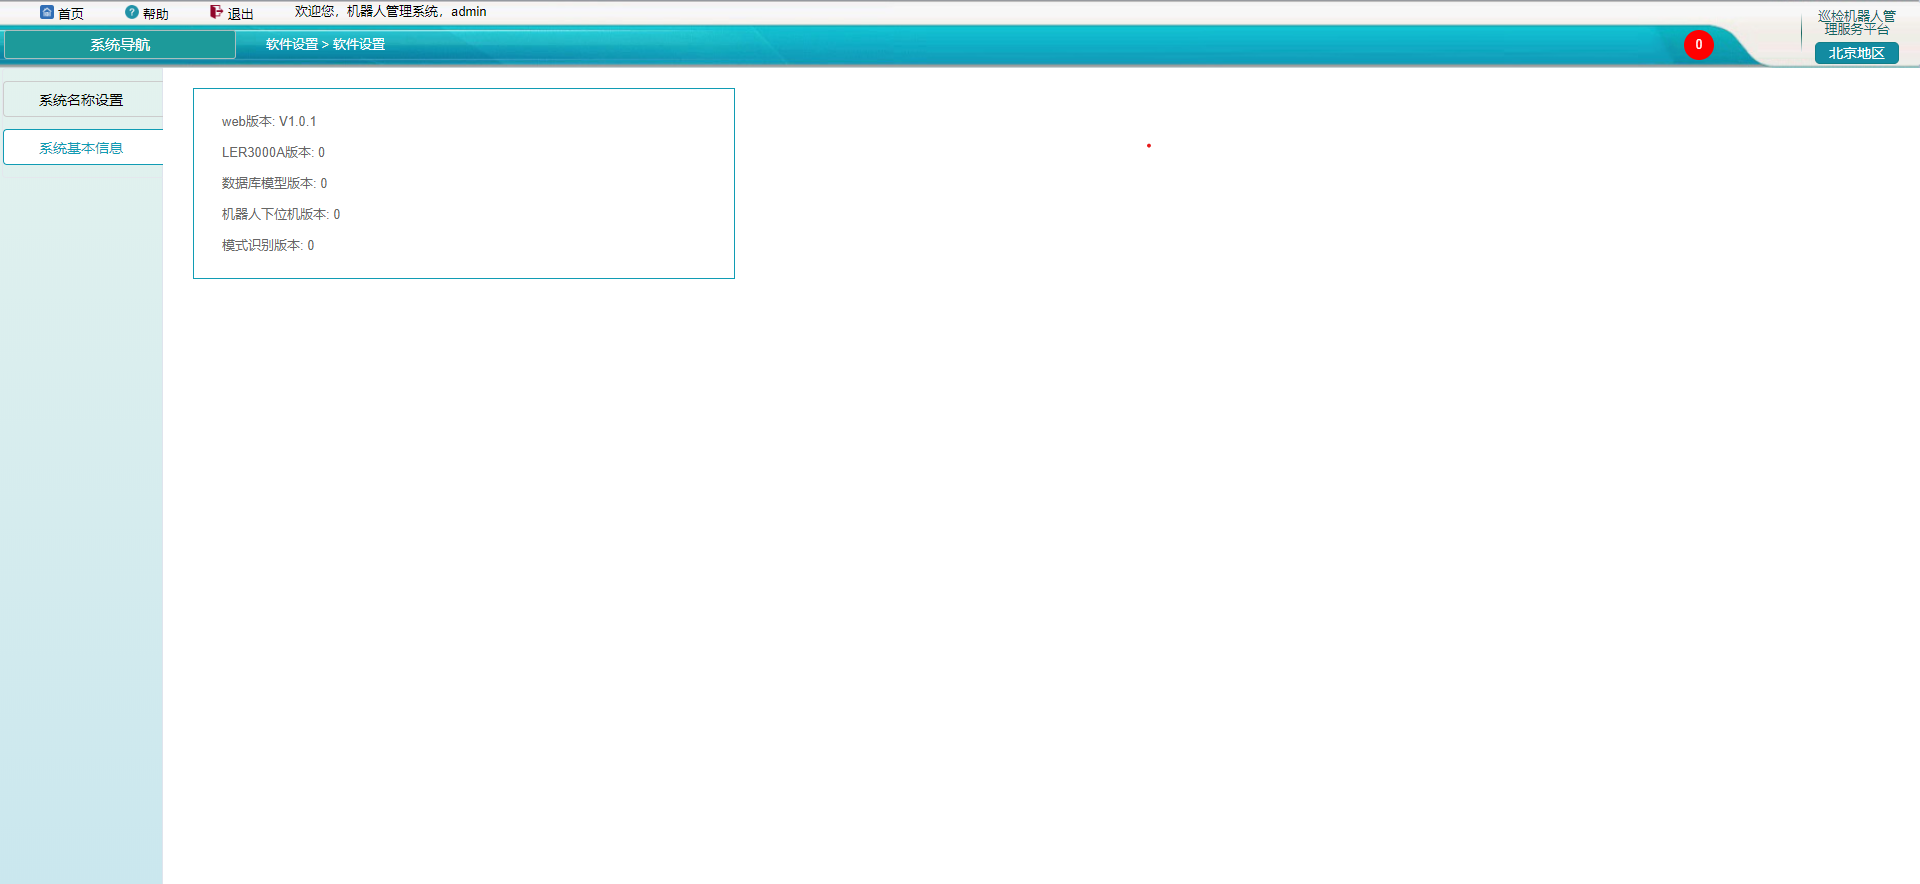 首页
帮助
退出
欢迎您，机器人管理系统，admin
巡检机器人管
理服务平台
北京地区
系统导航
软件设置 > 软件设置
0
系统名称设置
系统基本信息
web版本: V1.0.1
LER3000A版本: 0
数据库模型版本: 0
机器人下位机版本: 0
模式识别版本: 0